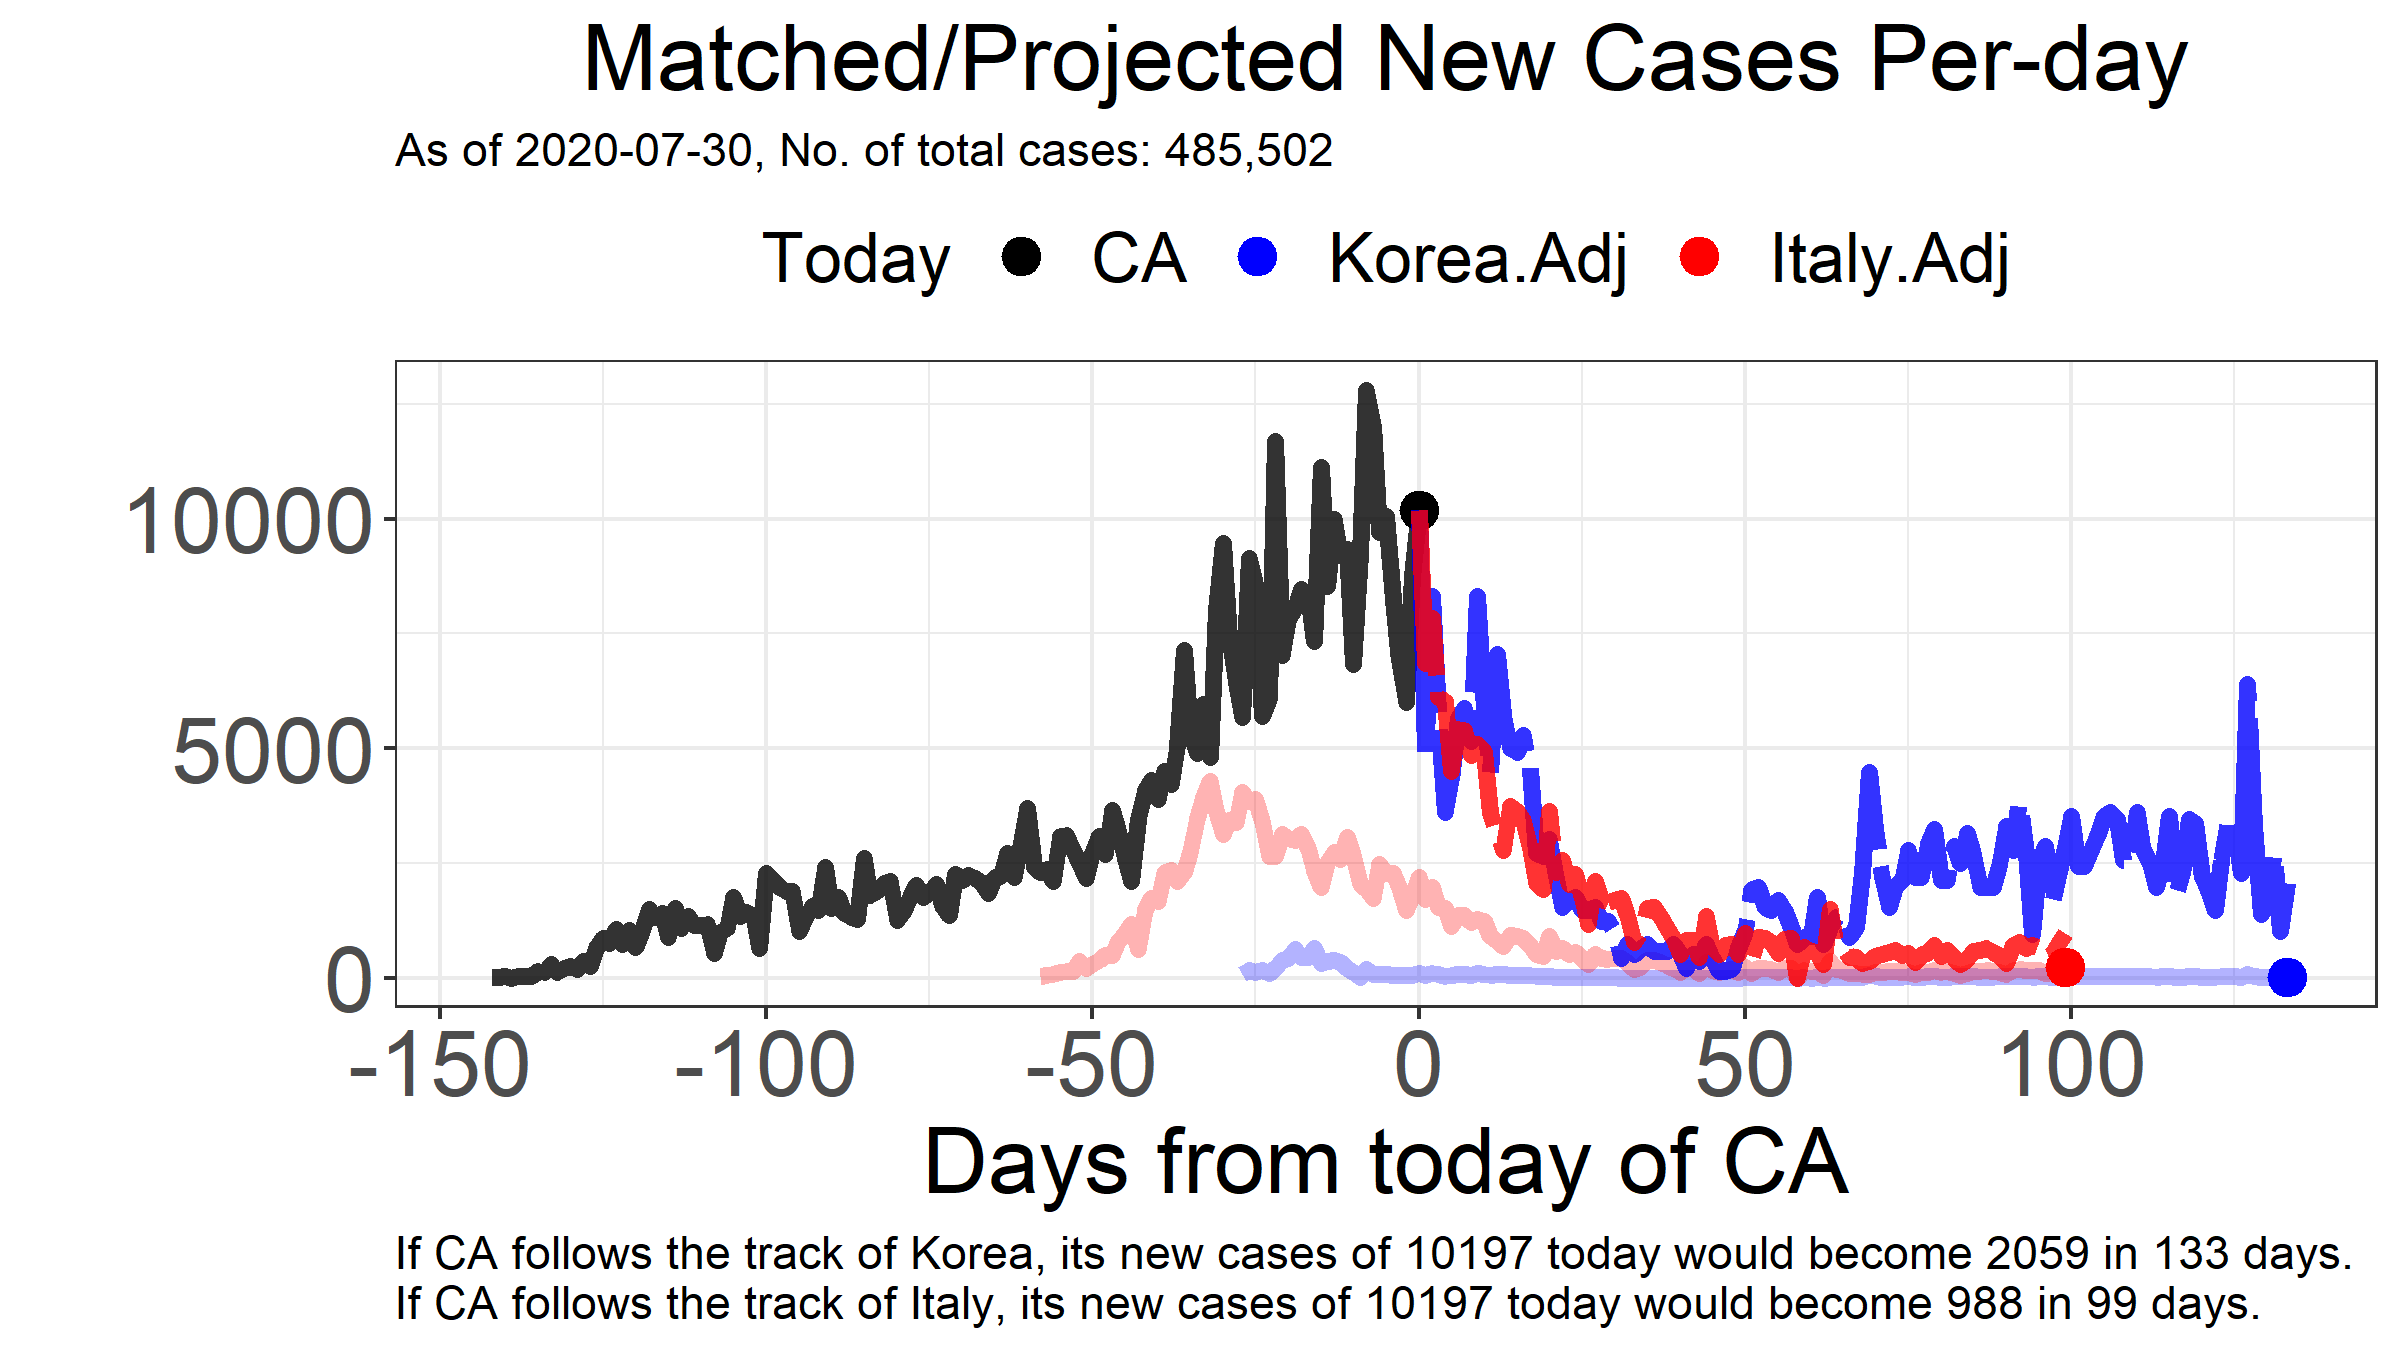 Matched/Projected New Cases Per-day
As of 2020-07-30, No. of total cases: 485,502
Today CA Korea.Adj Italy.Adj
10000
5000
0
-150 -100 -50 0 50 100
Days from today of CA
If CA follows the track of Korea, its new cases of 10197 today would become 2059 in 133 days.
If CA follows the track of Italy, its new cases of 10197 today would become 988 in 99 days.